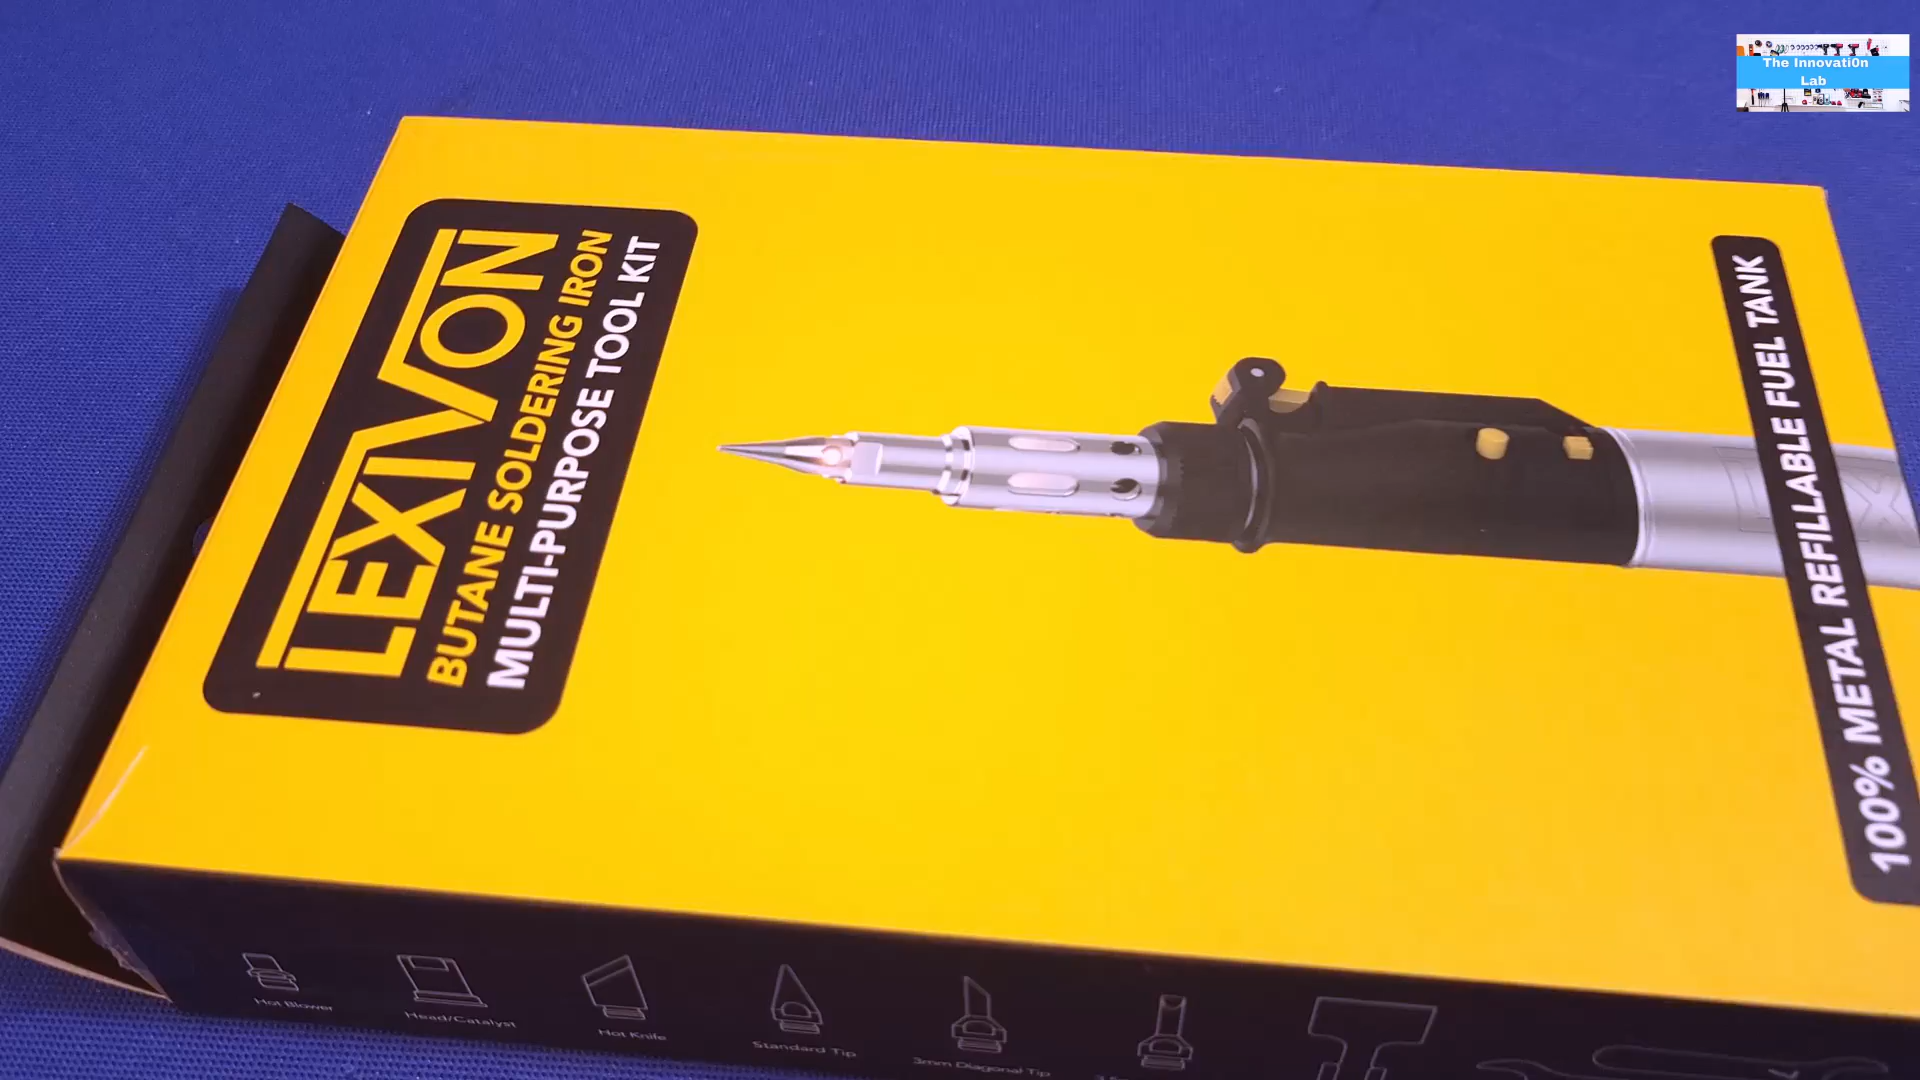 The Innovati0n
Lab
LEXIVON
BUTANE SOLDERING IRON
MULTI-PURPOSE TOOL KIT
100% METAL REFILLABLE FUEL TANK
Hot Blower
Head/Catalyst
Hot Knife
Standard Tip
3mm Diagonal Tip